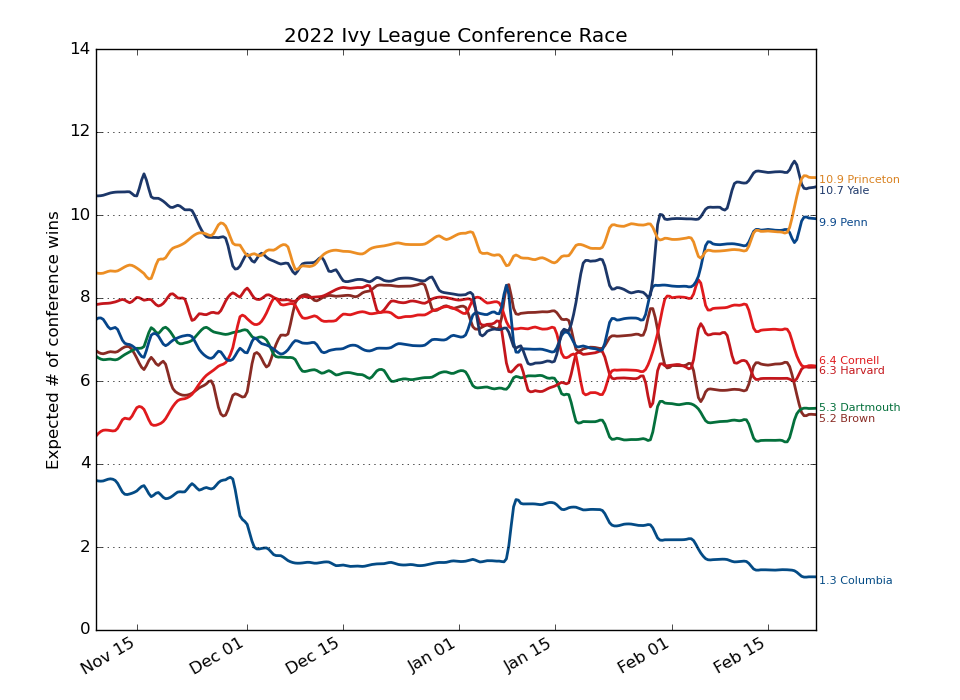 2022 Ivy League Conference Race
Expected # of conference wins
14
12
10
8
6
4
2
0
Nov 15
Dec 01
Dec 15
Jan 01
Jan 15
Feb 01
Feb 15
10.9 Princeton
10.7 Yale
9.9 Penn
6.4 Cornell
6.3 Harvard
5.3 Dartmouth
5.2 Brown
1.3 Columbia